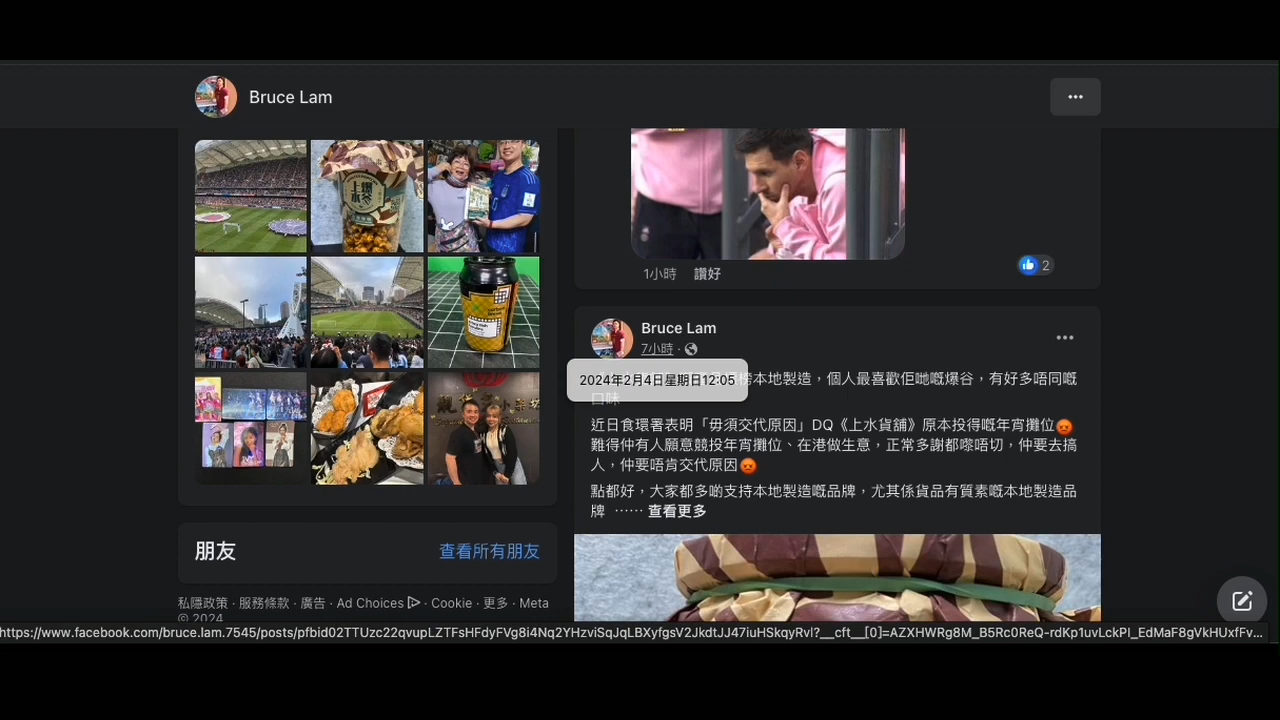 Bruce Lam
1小時 讚好
2
Bruce Lam
7小時
2024年2月4日星期日12:05
本地製造，個人最喜歡佢哋嘅爆谷，有好多唔同嘅
口味
近日食環署表明「毋須交代原因」DQ《上水貨舖》原本投得嘅年宵攤位😡
難得仲有人願意競投年宵攤位、在港做生意，正常多謝都嚟唔切，仲要去搞
人，仲要唔肯交代原因😡
點都好，大家都多啲支持本地製造嘅品牌，尤其係貨品有質素嘅本地製造品
牌 …… 查看更多
朋友
查看所有朋友
私隱政策 · 服務條款 · 廣告 · Ad Choices · Cookie · 更多 · Meta
© 2024
https://www.facebook.com/bruce.lam.7545/posts/pfbid02TTUzc22qvupLZTFsHFdyFVg8i4Nq2YHzviSqJqLBXyfgsV2JkdtJJ47iuHSkqyRvl?__cft__[0]=AZXHWRg8M_B5Rc0ReQ-rdKp1uvLckPl_EdMaF8gVkHUxfFv...